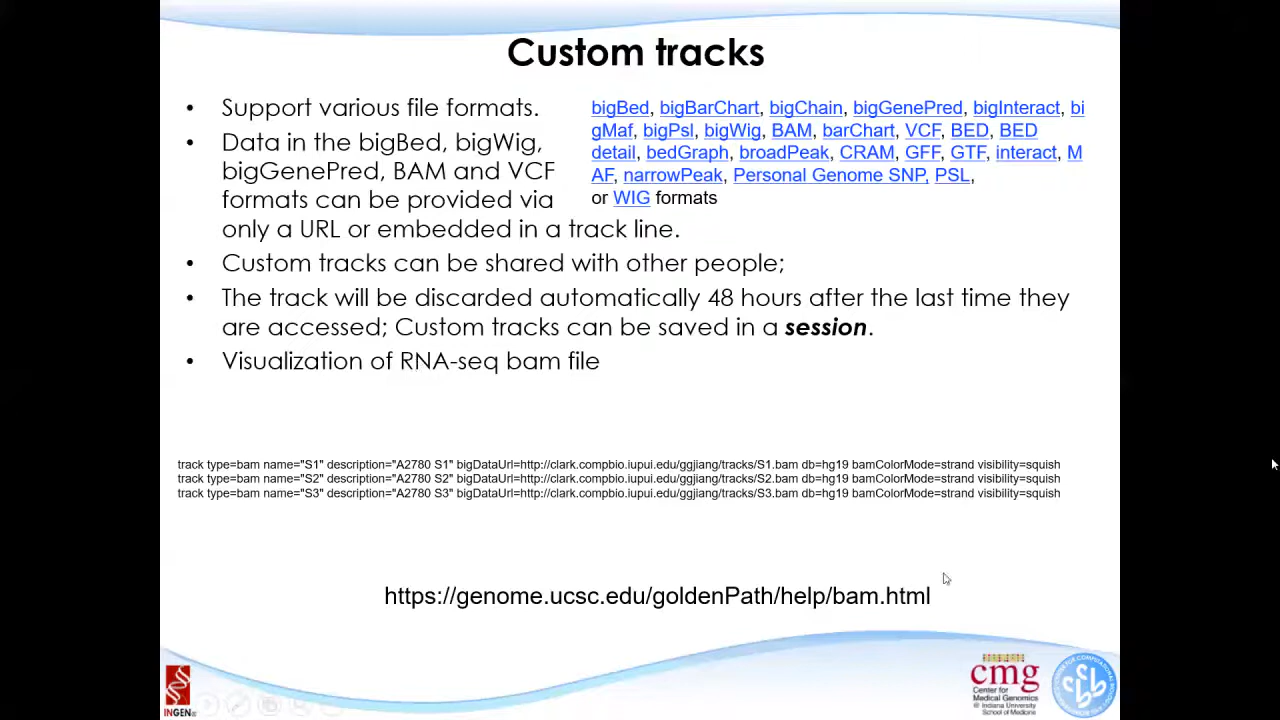 Custom tracks
• Support various file formats.
• Data in the bigBed, bigWig,
bigGenePred, BAM and VCF
formats can be provided via
only a URL or embedded in a track line.
• Custom tracks can be shared with other people;
• The track will be discarded automatically 48 hours after the last time they
are accessed; Custom tracks can be saved in a session.
• Visualization of RNA-seq bam file
bigBed, bigBarChart, bigChain, bigGenePred, bigInteract, bi
gMaf, bigPsl, bigWig, BAM, barChart, VCF, BED, BED
detail, bedGraph, broadPeak, CRAM, GFF, GTF, interact, M
AF, narrowPeak, Personal Genome SNP, PSL,
or WIG formats
track type=bam name="S1" description="A2780 S1" bigDataUrl=http://clark.compbio.iupui.edu/ggjiang/tracks/S1.bam db=hg19 bamColorMode=strand visibility=squish
track type=bam name="S2" description="A2780 S2" bigDataUrl=http://clark.compbio.iupui.edu/ggjiang/tracks/S2.bam db=hg19 bamColorMode=strand visibility=squish
track type=bam name="S3" description="A2780 S3" bigDataUrl=http://clark.compbio.iupui.edu/ggjiang/tracks/S3.bam db=hg19 bamColorMode=strand visibility=squish
https://genome.ucsc.edu/goldenPath/help/bam.html
INGEN
cmg
Center for
Medical Genomics
@ Indiana University
School of Medicine